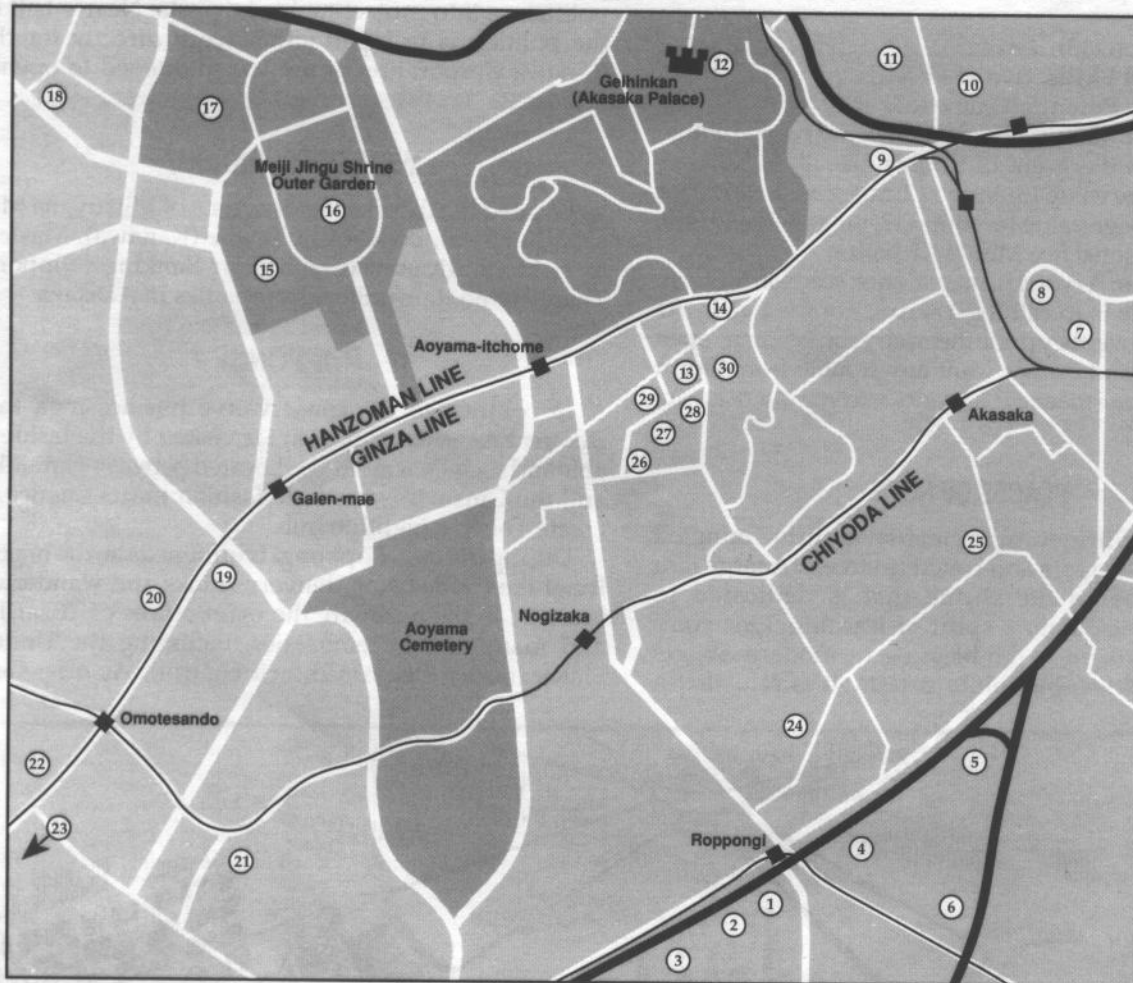 11
10
12
Geihinkan
(Akasaka Palace)
18
17
9
Meiji Jingu Shrine
Outer Garden
16
15
8
7
14
Aoyama-itchome
13
30
HANZOMAN LINE
GINZA LINE
29
28
27
26
Akasaka
Gaien-mae
CHIYODA LINE
25
19
20
Nogizaka
Aoyama
Cemetery
Omotesando
24
22
5
23
21
Roppongi
4
6
1
2
3